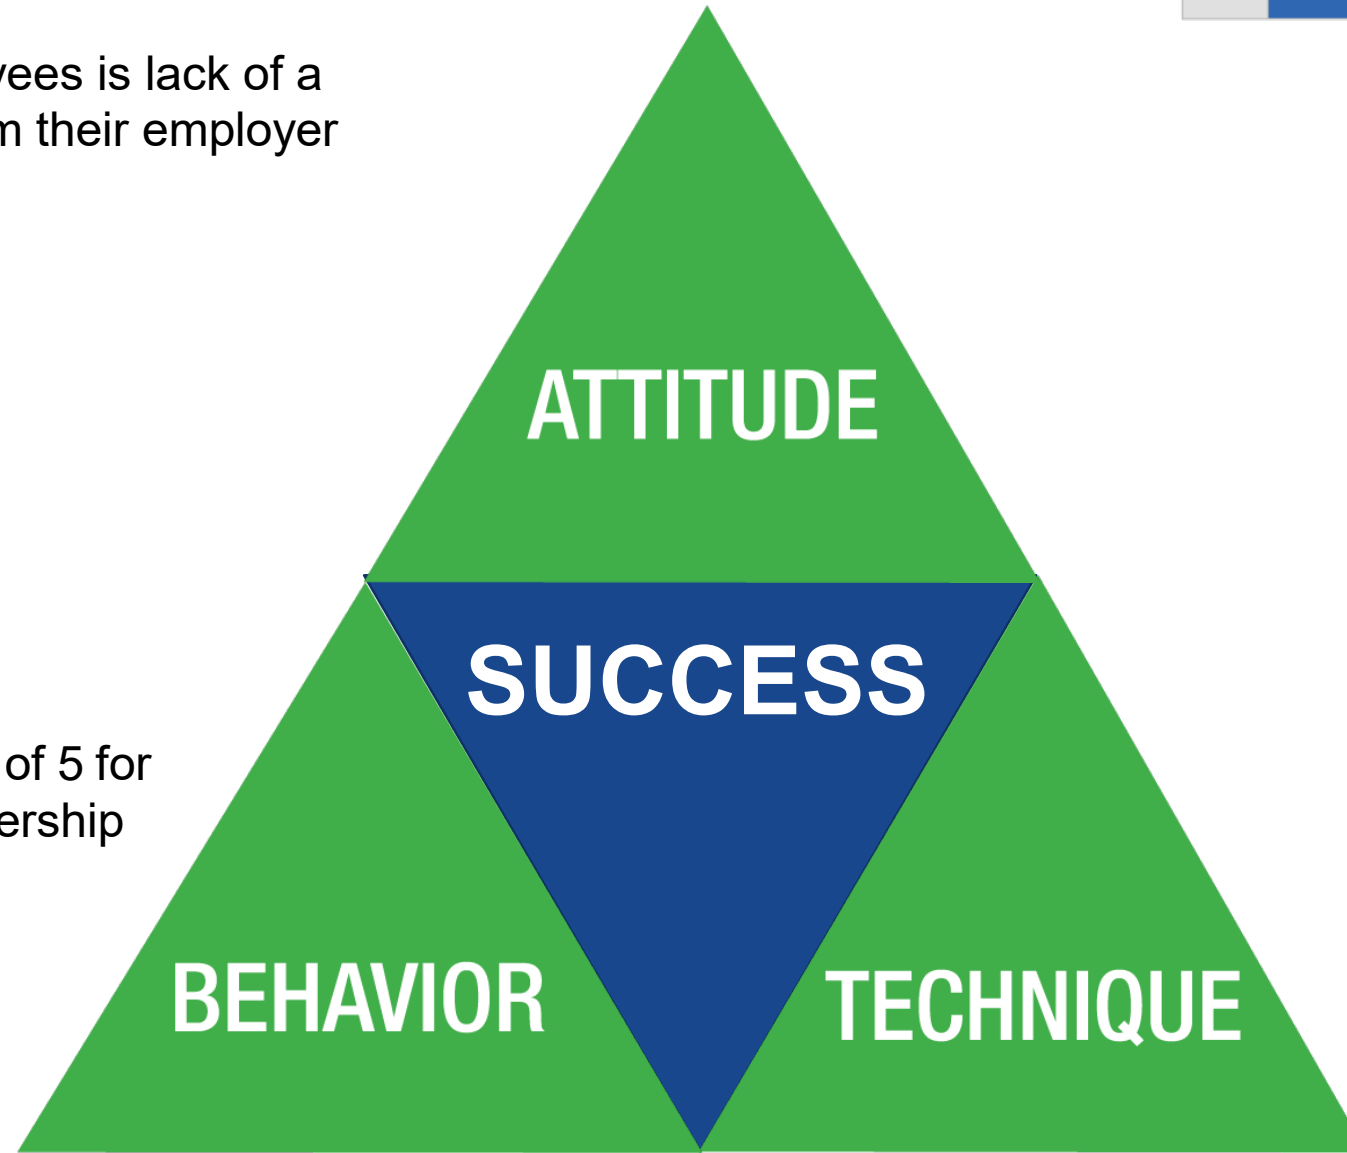 yees is lack of a
m their employer
ATTITUDE
SUCCESS
of 5 for
ership
BEHAVIOR
TECHNIQUE